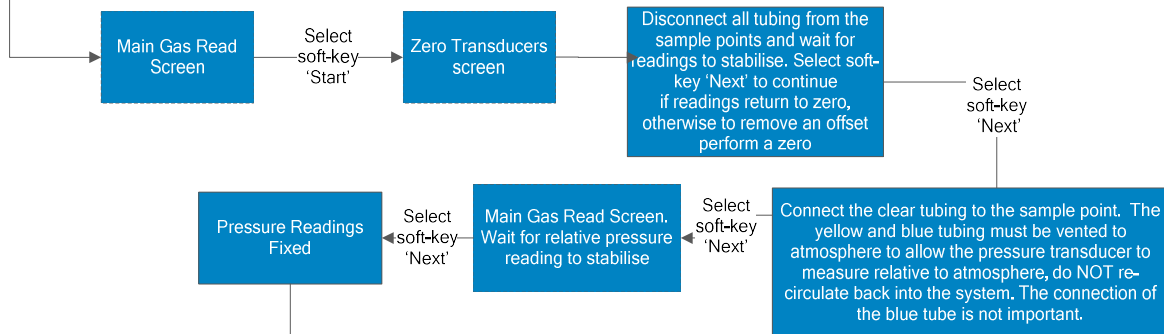 Main Gas Read
Screen
Select
soft-key
'Start'
Zero Transducers
screen
Disconnect all tubing from the
sample points and wait for
readings to stabilise. Select soft-
key 'Next' to continue
if readings return to zero,
otherwise to remove an offset
perform a zero
Select
soft-key
'Next'
Connect the clear tubing to the sample point. The
yellow and blue tubing must be vented to
atmosphere to allow the pressure transducer to
measure relative to atmosphere, do NOT re-
circulate back into the system. The connection of
the blue tube is not important.
Select
soft-key
'Next'
Main Gas Read Screen.
Wait for relative pressure
reading to stabilise
Select
soft-key
'Next'
Pressure Readings
Fixed